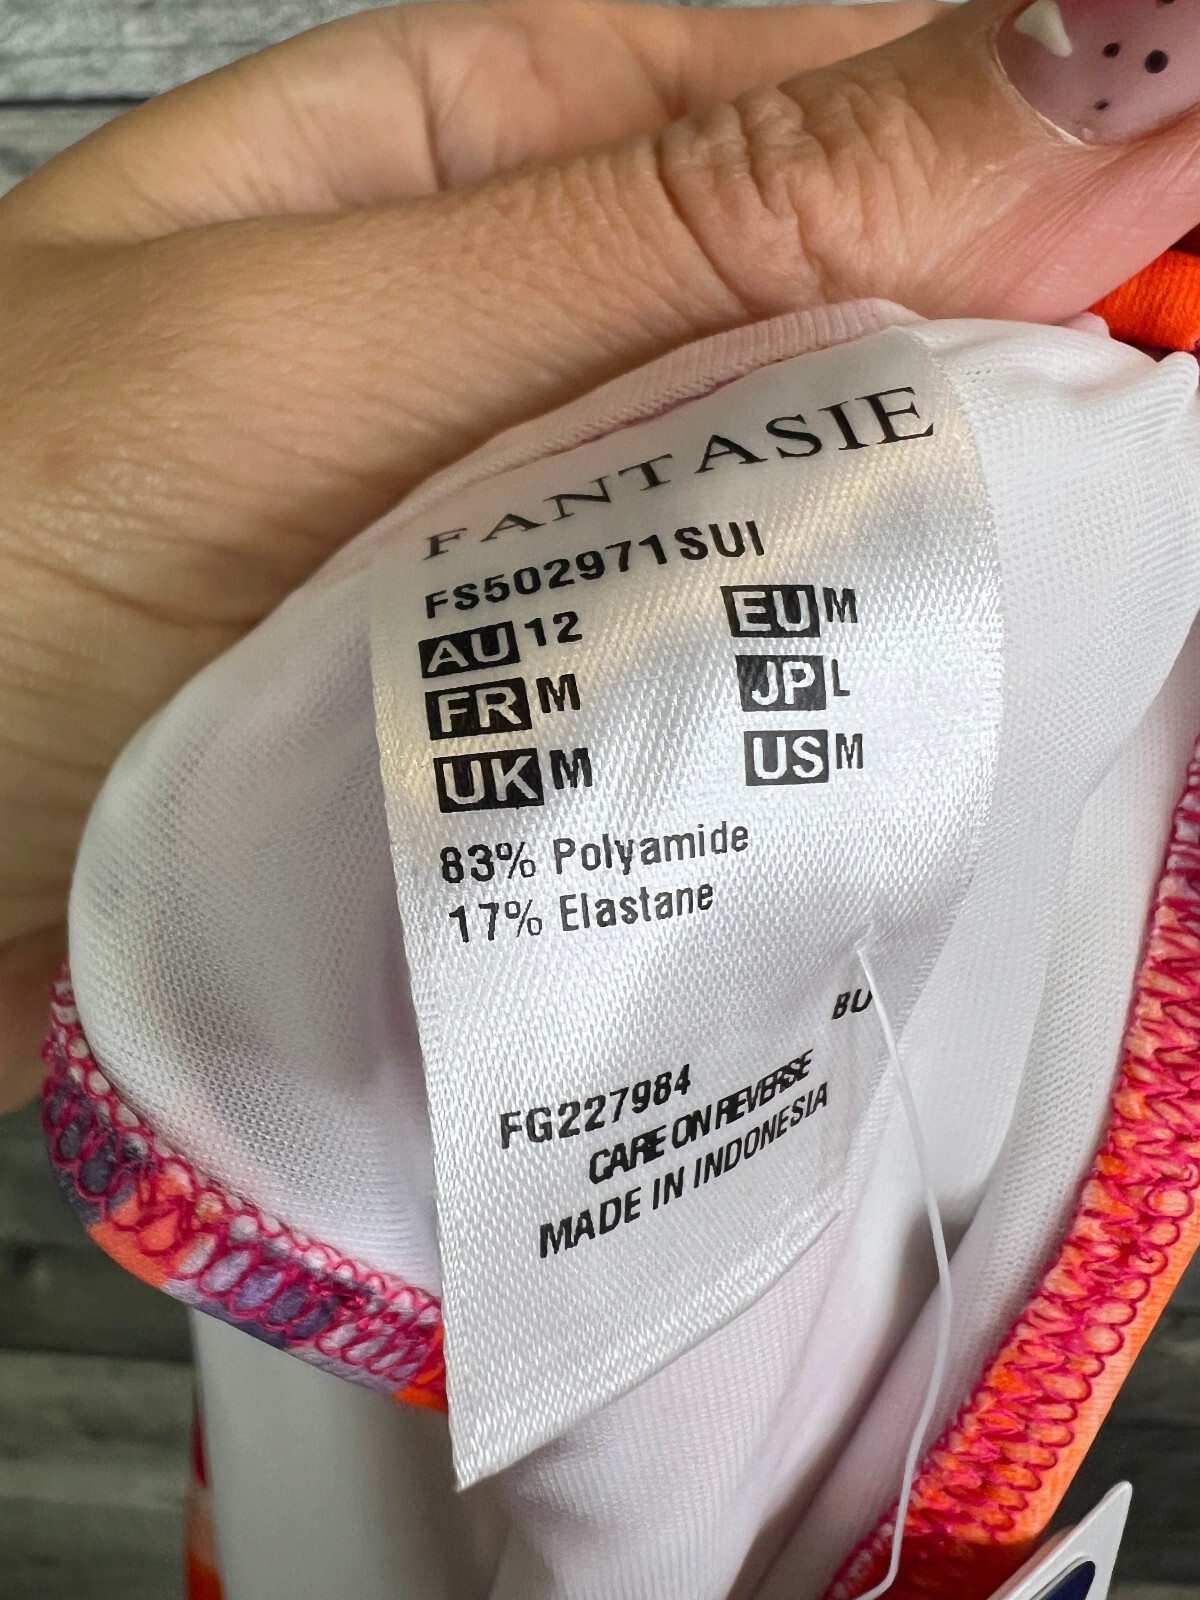 FANTASIE
FS502971SUI
AU 12 EU M
FR M JP L
UK M US M
83% Polyamide
17% Elastane
BU
FG227984
CARE ON REVERSE
MADE IN INDONESIA